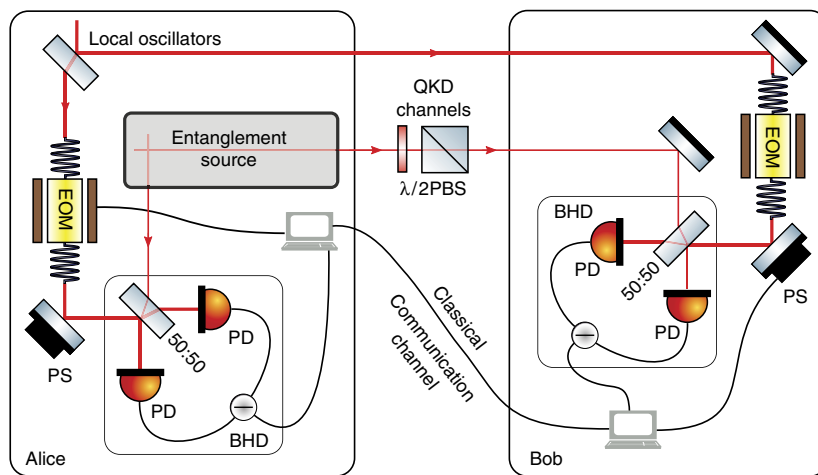 Local oscillators
QKD
channels
Entanglement
source
λ/2PBS
EOM
EOM
BHD
PD
50:50
PD
PS
Classical
Communication
channel
50:50
PD
PS
PD
BHD
Alice
Bob